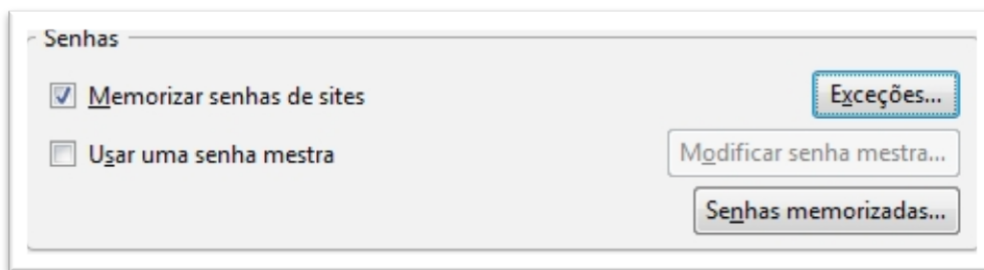 Senhas
Memorizar senhas de sites
Exceções...
Usar uma senha mestra
Modificar senha mestra...
Senhas memorizadas...